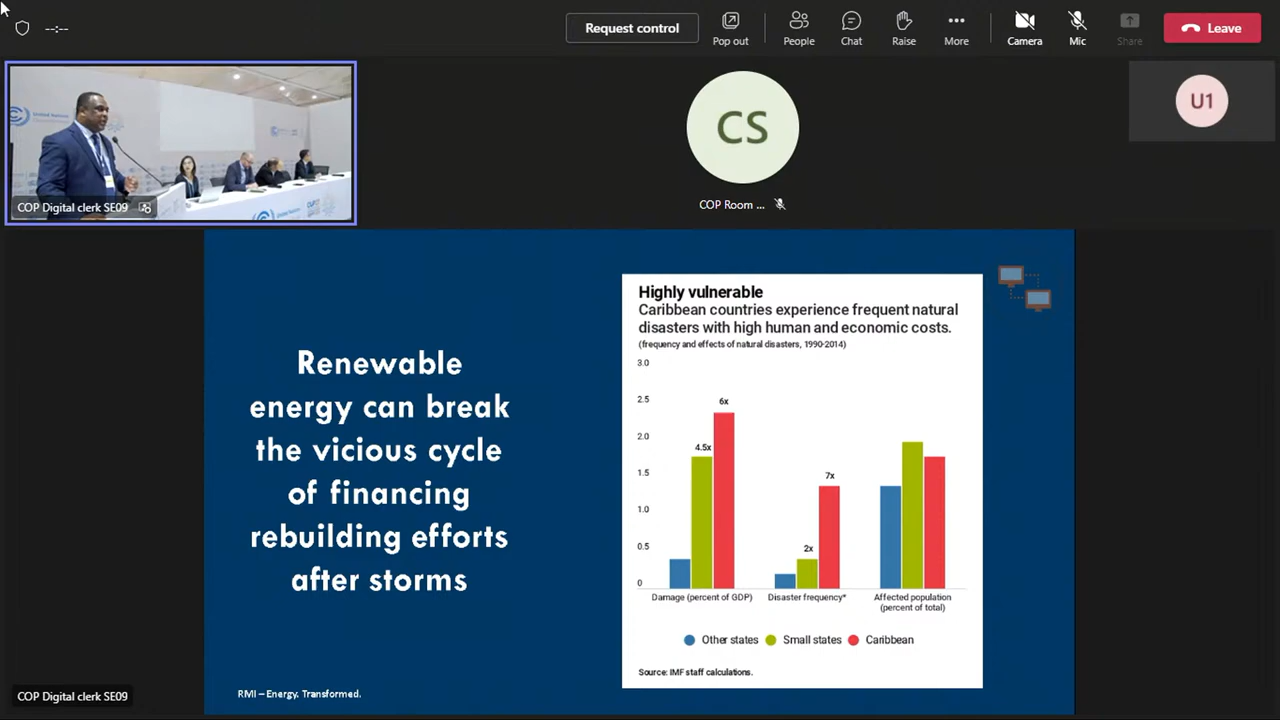 --:--
Request control
Pop out
People
Chat
Raise
More
Camera
Mic
Share
Leave
United Nations
COP Digital clerk SE09
CS
COP Room ...
U1
Renewable
energy can break
the vicious cycle
of financing
rebuilding efforts
after storms
Highly vulnerable
Caribbean countries experience frequent natural
disasters with high human and economic costs.
(frequency and effects of natural disasters, 1990-2014)
3.0
2.5
2.0
1.5
1.0
0.5
0
6x
4.5x
7x
2x
Damage (percent of GDP)
Disaster frequency*
Affected population
(percent of total)
Other states
Small states
Caribbean
Source: IMF staff calculations.
RMI – Energy. Transformed.
COP Digital clerk SE09